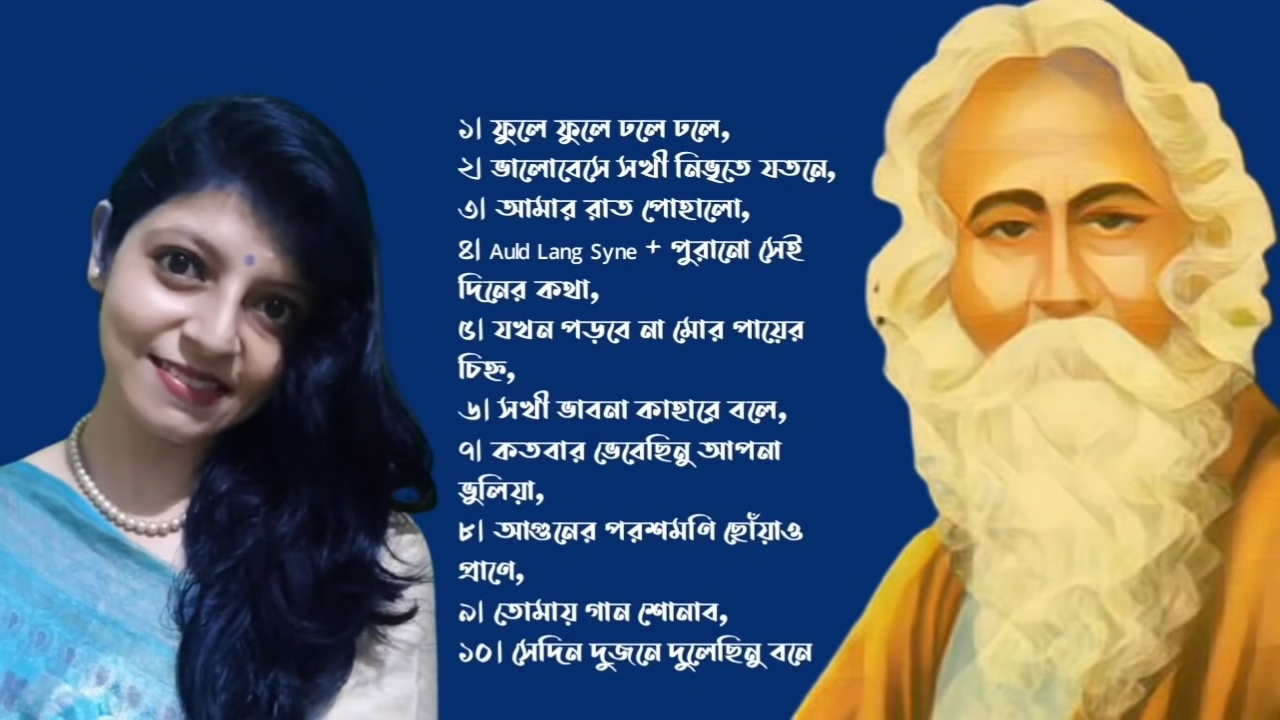 ১। ফুলে ফুলে ঢলে ঢলে,
২। ভালোবেসে সখী নিভৃতে যতনে,
৩। আমার রাত পোহালো,
৪। Auld Lang Syne + পুরানো সেই
দিনের কথা,
৫। যখন পড়বে না মোর পায়ের
চিহ্ন,
৬। সখী ভাবনা কাহারে বলে,
৭। কতবার ভেবেছিনু আপনা
ভুলিয়া,
৮। আগুনের পরশমণি ছোঁয়াও
প্রাণে,
৯। তোমায় গান শোনাব,
১০। সেদিন দুজনে দুলেছিনু বনে